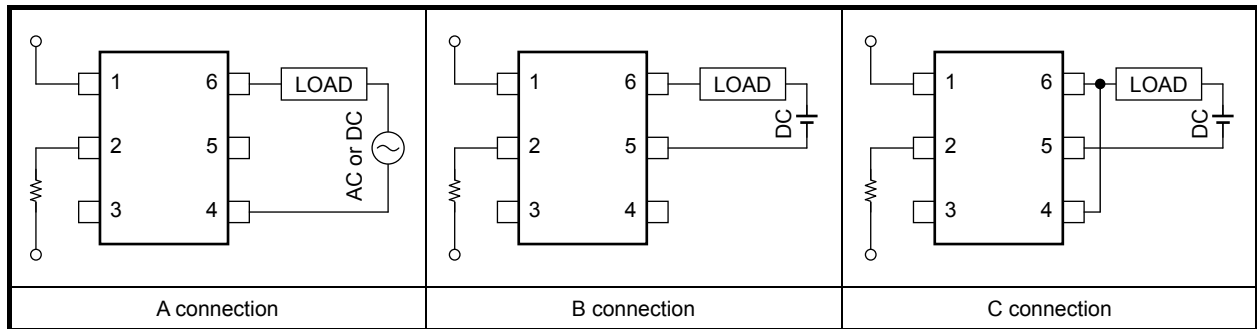 1 6 LOAD
2 5 AC or DC
3 4
A connection
1 6 LOAD
2 5 DC
3 4
B connection
1 6 LOAD
2 5 DC
3 4
C connection